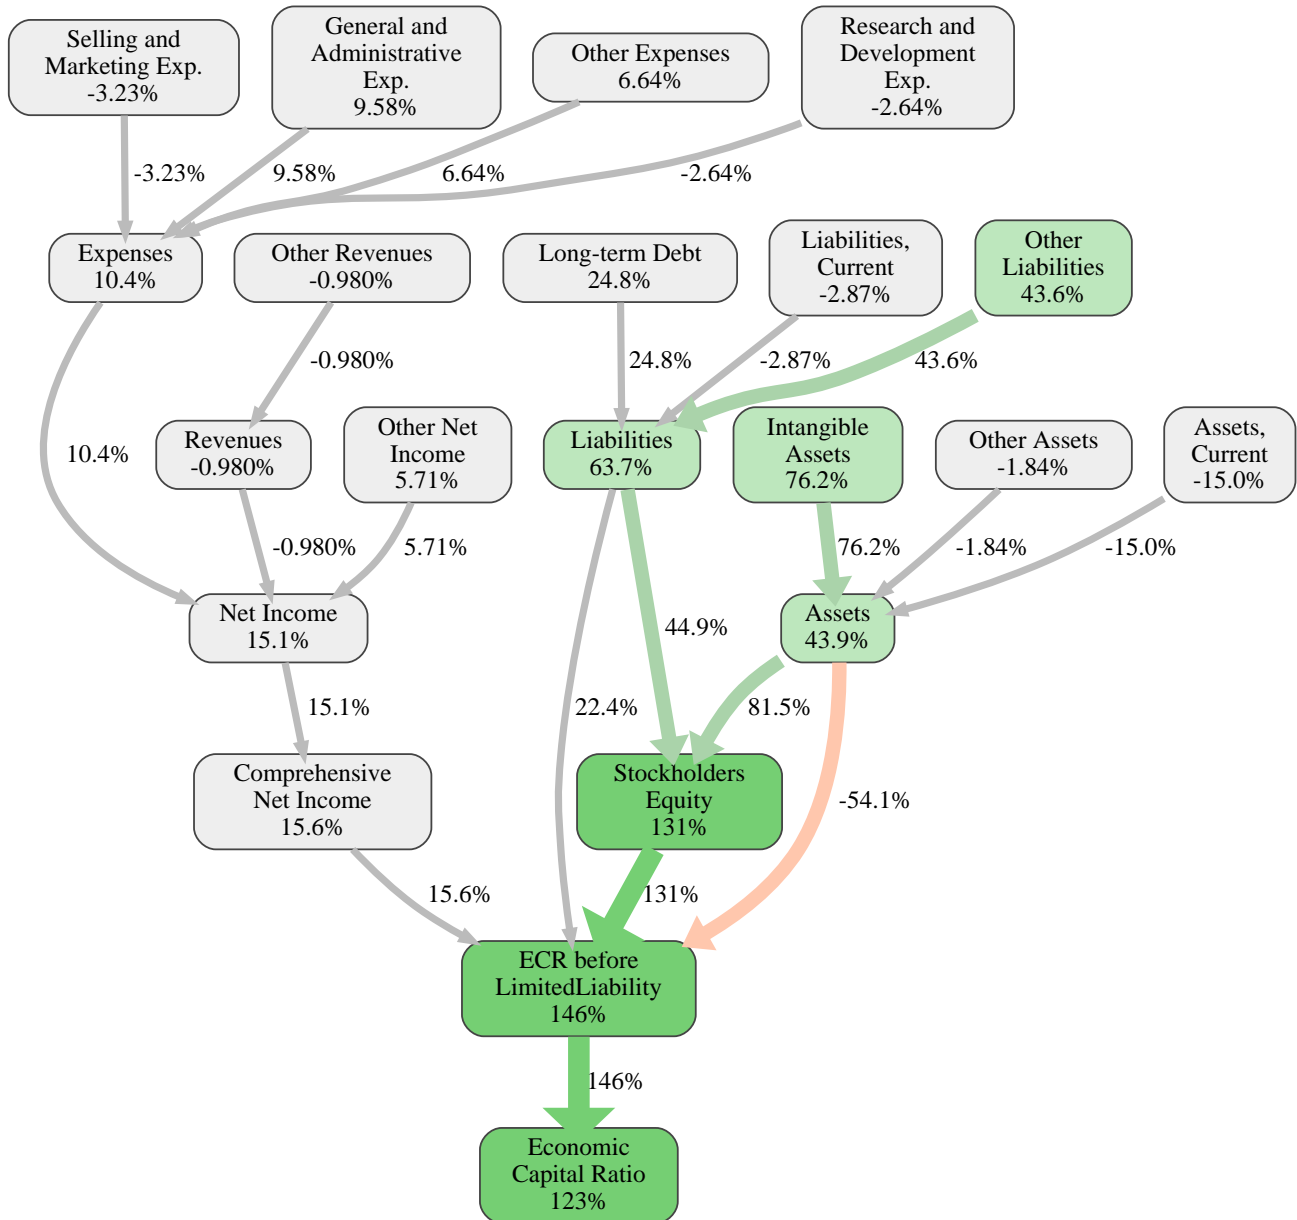 Selling and
Marketing Exp.
-3.23%
General and
Administrative
Exp.
9.58%
Other Expenses
6.64%
Research and
Development
Exp.
-2.64%
-3.23%
9.58%
6.64%
-2.64%
Expenses
10.4%
Other Revenues
-0.980%
Long-term Debt
24.8%
Liabilities,
Current
-2.87%
Other
Liabilities
43.6%
-0.980%
24.8%
-2.87%
43.6%
10.4%
Revenues
-0.980%
Other Net
Income
5.71%
Liabilities
63.7%
Intangible
Assets
76.2%
Other Assets
-1.84%
Assets,
Current
-15.0%
-0.980%
5.71%
76.2%
-1.84%
-15.0%
Net Income
15.1%
44.9%
Assets
43.9%
15.1%
22.4%
81.5%
Comprehensive
Net Income
15.6%
Stockholders
Equity
131%
-54.1%
15.6%
131%
ECR before
LimitedLiability
146%
146%
Economic
Capital Ratio
123%